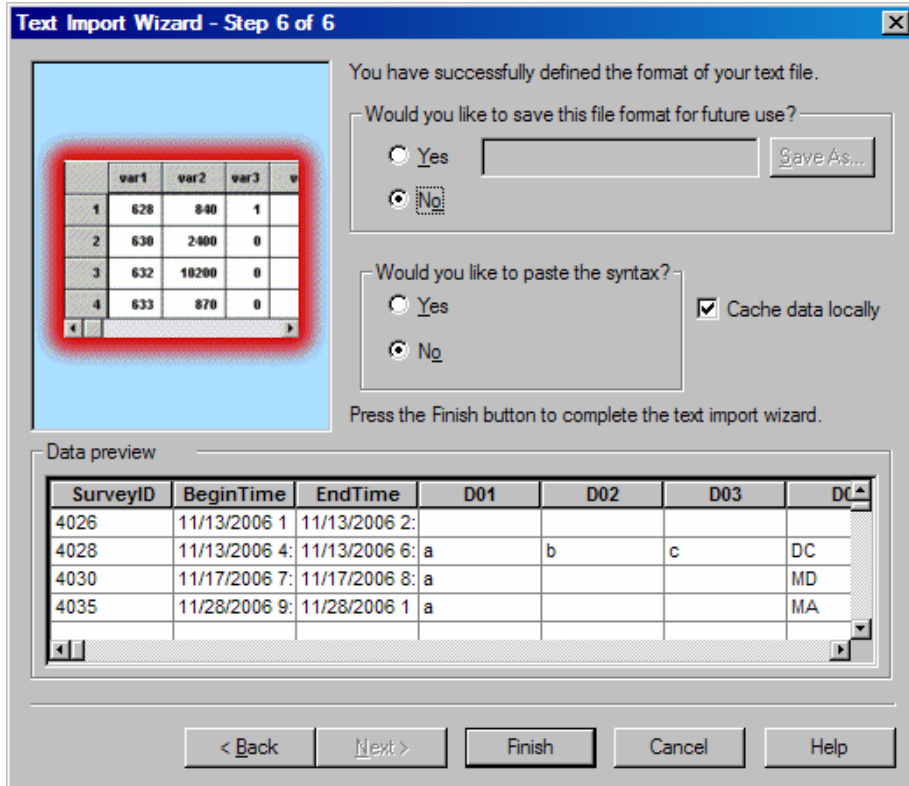 Text Import Wizard - Step 6 of 6
You have successfully defined the format of your text file.
Would you like to save this file format for future use?
Yes
Save As...
No
var1 var2 var3
1 628 840 1
2 630 2400 0
3 632 10200 0
4 633 870 0
Would you like to paste the syntax?
Yes
Cache data locally
No
Press the Finish button to complete the text import wizard.
Data preview
SurveyID BeginTime EndTime D01 D02 D03
4026 11/13/2006 1 11/13/2006 2:
4028 11/13/2006 4: 11/13/2006 6: a b c DC
4030 11/17/2006 7: 11/17/2006 8: a MD
4035 11/28/2006 9: 11/28/2006 1 a MA
< Back Next > Finish Cancel Help